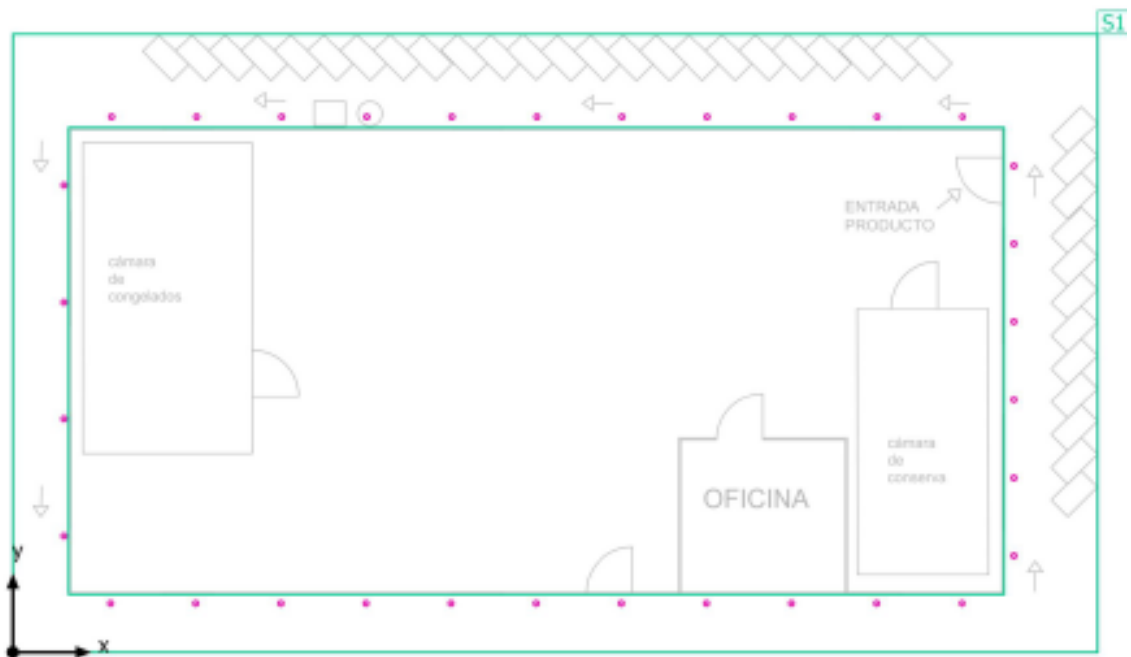 S1
ENTRADA
PRODUCTO
cámara
de
congelados
cámara
de
conserva
OFICINA
y
x